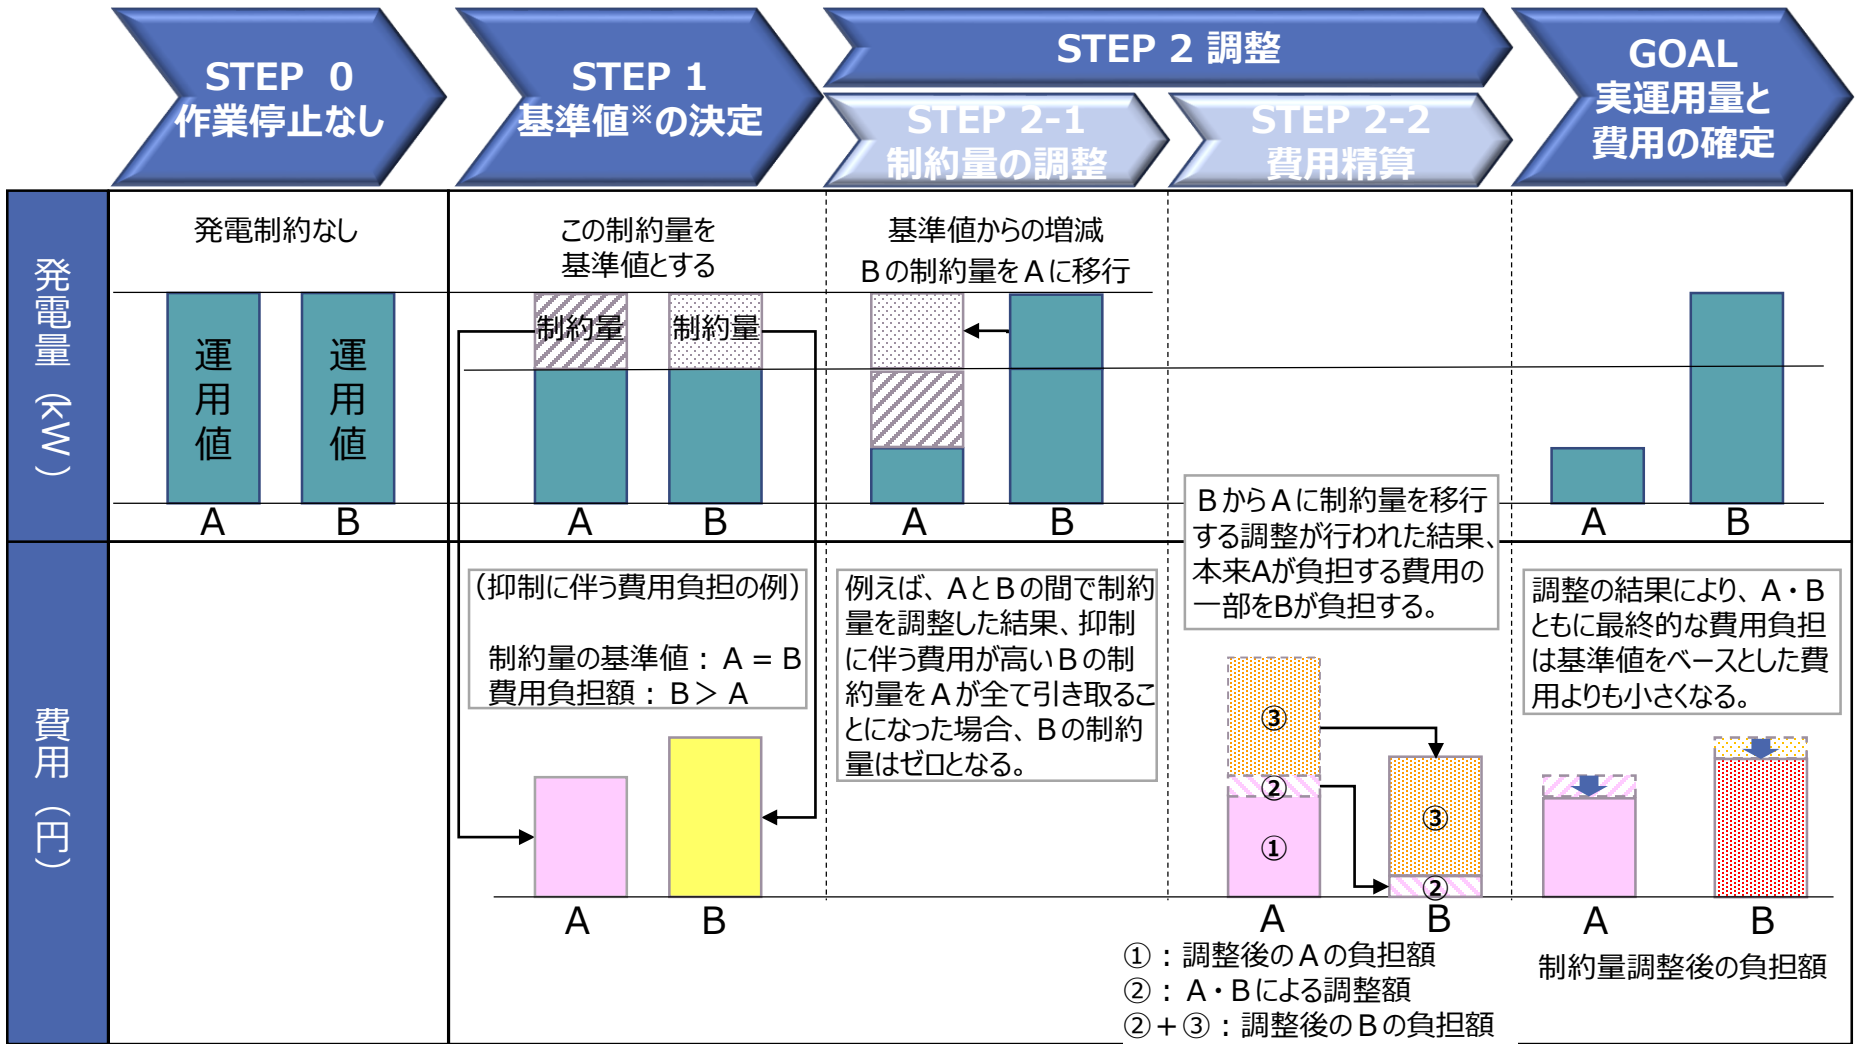 STEP 0
作業停止なし
STEP 1
基準値※の決定
STEP 2 調整
STEP 2-1
制約量の調整
STEP 2-2
費用精算
GOAL
実運用量と
費用の確定
発電量（kW）
発電制約なし
運用値
運用値
A
B
この制約量を
基準値とする
制約量
制約量
A
B
基準値からの増減
Bの制約量をAに移行
A
B
BからAに制約量を移行
する調整が行われた結果、
本来Aが負担する費用の
一部をBが負担する。
A
B
費用（円）
（抑制に伴う費用負担の例）
制約量の基準値：A＝B
費用負担額：B＞A
A
B
例えば、AとBの間で制約
量を調整した結果、抑制
に伴う費用が高いBの制
約量をAが全て引き取るこ
とになった場合、Bの制約
量はゼロとなる。
③
②
①
③
②
A
B
①：調整後のAの負担額
②：A・Bによる調整額
②＋③：調整後のBの負担額
調整の結果により、A・B
ともに最終的な費用負担
は基準値をベースとした費
用よりも小さくなる。
A
B
制約量調整後の負担額